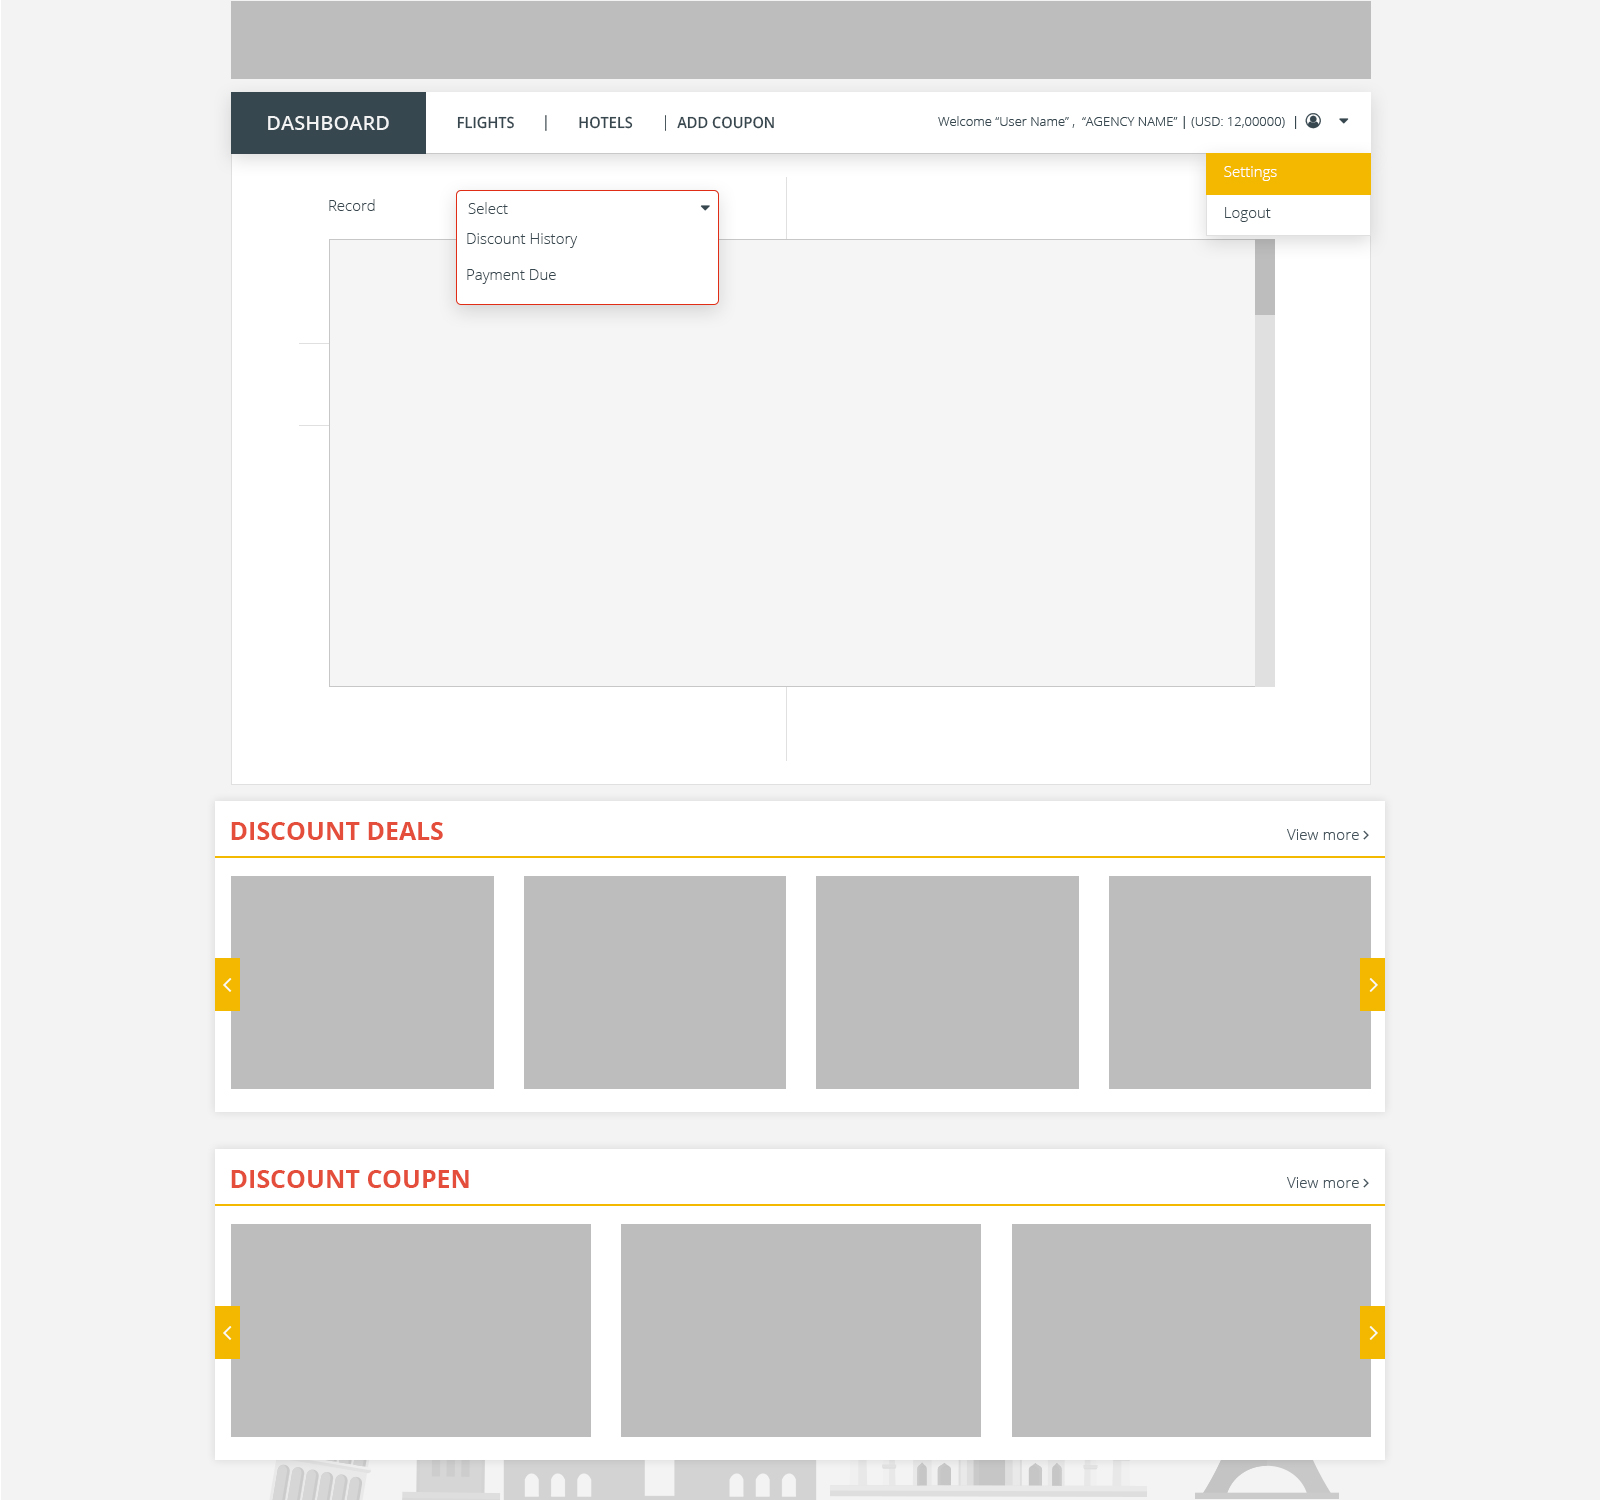 DASHBOARD FLIGHTS | HOTELS | ADD COUPON Welcome “User Name” , “AGENCY NAME” | (USD: 12,00000) |
Settings
Logout
Record
Select
Discount History
Payment Due
DISCOUNT DEALS
View more
DISCOUNT COUPEN
View more